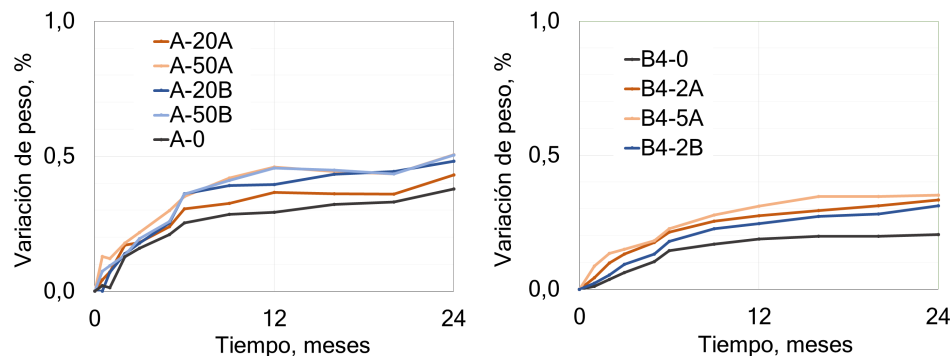 1,0
0,5
0,0
Variación de peso, %
A-20A
A-50A
A-20B
A-50B
A-0
0
12
24
Tiempo, meses
1,0
0,5
0,0
Variación de peso, %
B4-0
B4-2A
B4-5A
B4-2B
0
12
24
Tiempo, meses